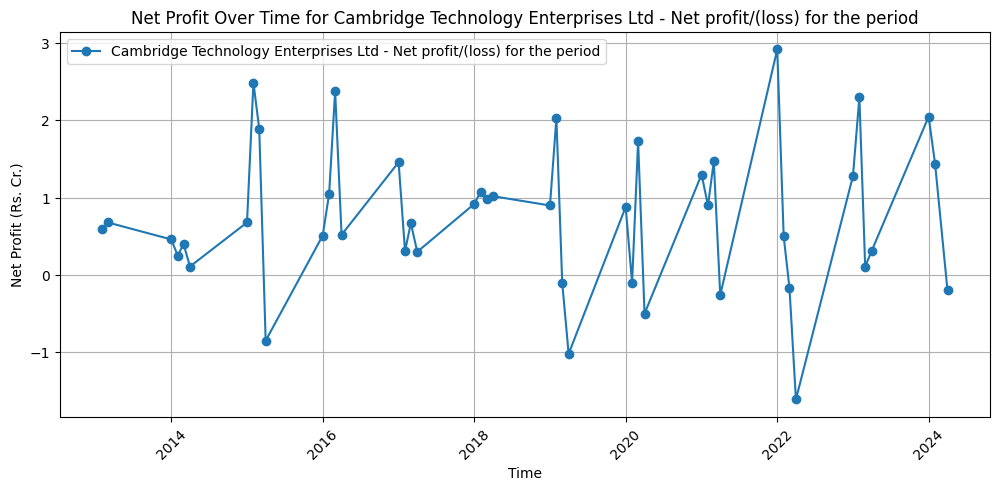 Net Profit Over Time for Cambridge Technology Enterprises Ltd - Net profit/(loss) for the period
Cambridge Technology Enterprises Ltd - Net profit/(loss) for the period
Net Profit (Rs. Cr.)
3
2
1
0
−1
2014
2016
2018
2020
2022
2024
Time